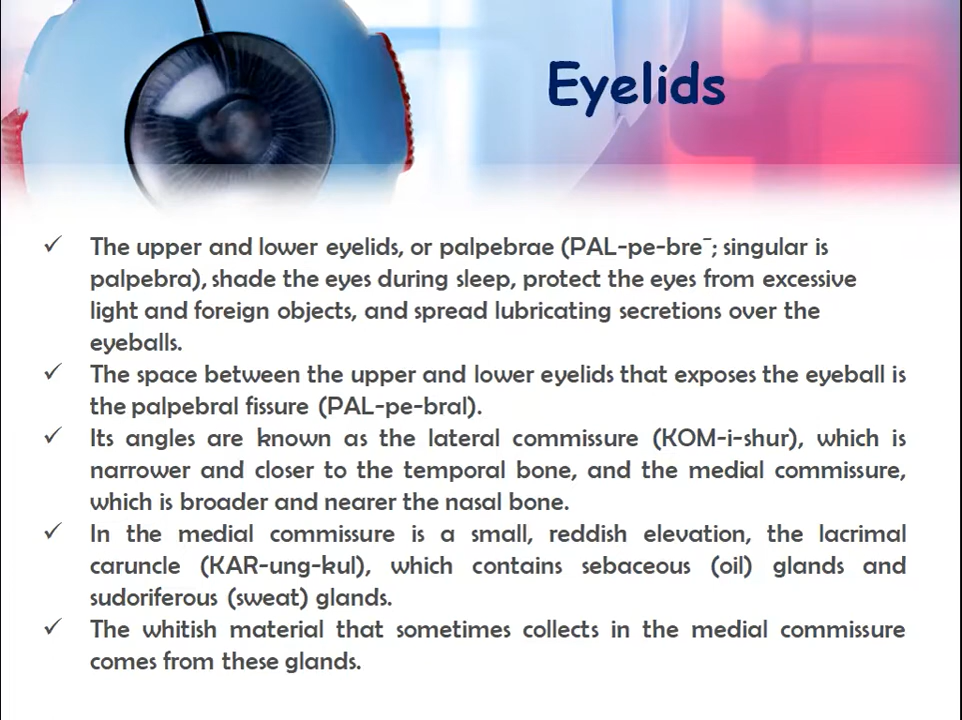 Eyelids
✓ The upper and lower eyelids, or palpebrae (PAL-pe-bre¯; singular is
palpebra), shade the eyes during sleep, protect the eyes from excessive
light and foreign objects, and spread lubricating secretions over the
eyeballs.
✓ The space between the upper and lower eyelids that exposes the eyeball is
the palpebral fissure (PAL-pe-bral).
✓ Its angles are known as the lateral commissure (KOM-i-shur), which is
narrower and closer to the temporal bone, and the medial commissure,
which is broader and nearer the nasal bone.
✓ In the medial commissure is a small, reddish elevation, the lacrimal
caruncle (KAR-ung-kul), which contains sebaceous (oil) glands and
sudoriferous (sweat) glands.
✓ The whitish material that sometimes collects in the medial commissure
comes from these glands.